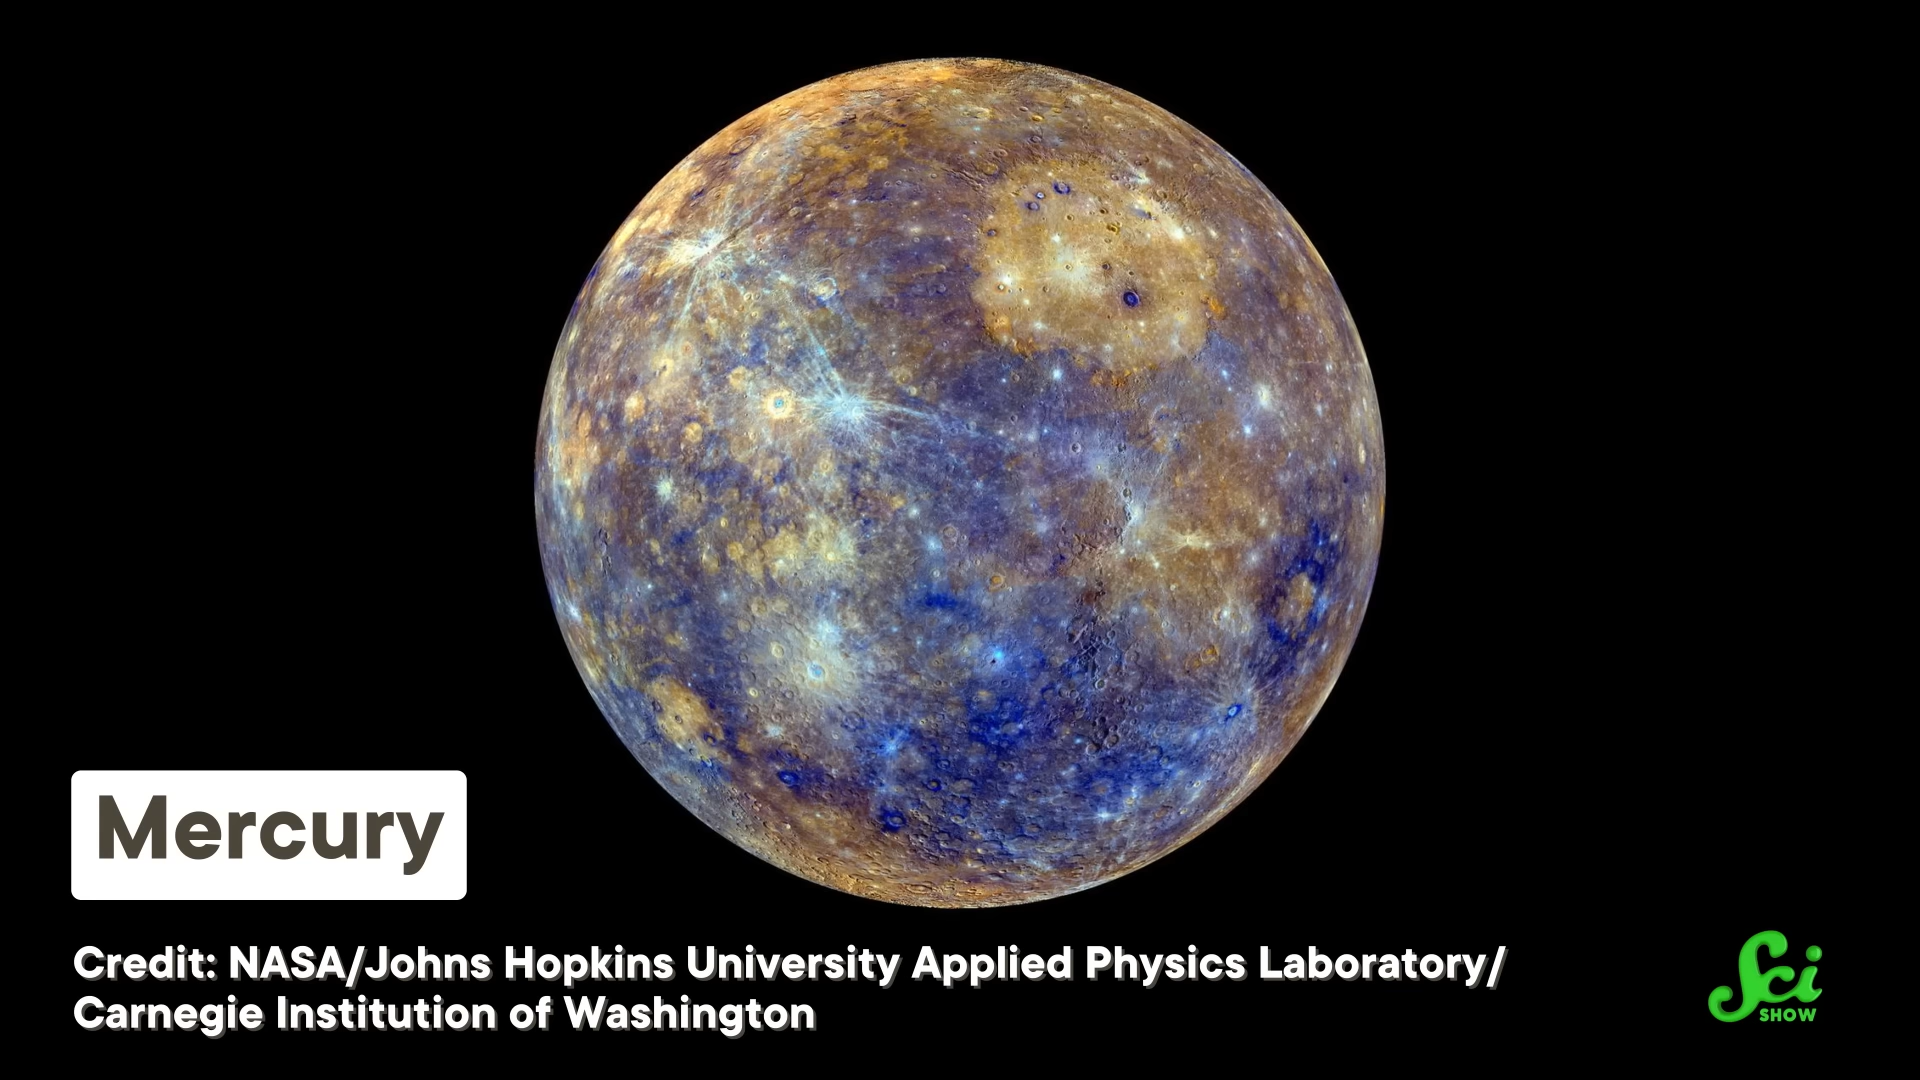 Mercury
Credit: NASA/Johns Hopkins University Applied Physics Laboratory/
Carnegie Institution of Washington
Sci
SHOW